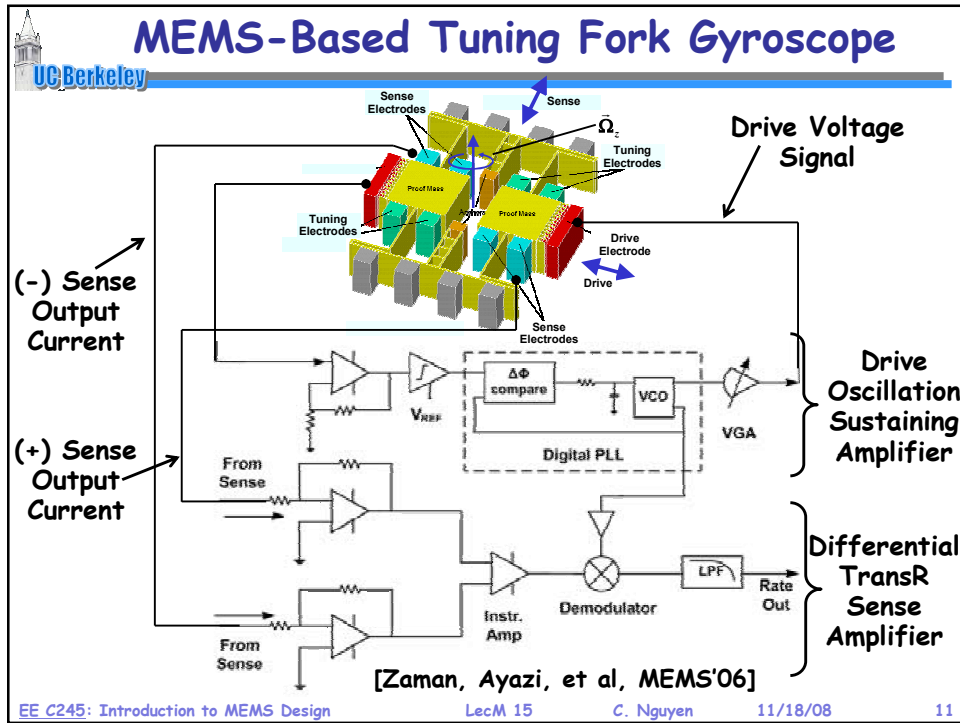 MEMS-Based Tuning Fork Gyroscope
UC Berkeley
Sense
Electrodes
Sense
Ω⃗z
Tuning
Electrodes
Drive Voltage
Signal
Proof Mass
Proof Mass
Tuning
Electrodes
Drive
Electrode
Drive
Sense
Electrodes
(-) Sense
Output
Current
VREF
ΔΦ
compare
VCO
VGA
Digital PLL
Drive
Oscillation
Sustaining
Amplifier
(+) Sense
Output
Current
From
Sense
Instr.
Amp
Demodulator
LPF
Rate
Out
Differential
TransR
Sense
Amplifier
From
Sense
[Zaman, Ayazi, et al, MEMS'06]
EE C245: Introduction to MEMS Design LecM 15 C. Nguyen 11/18/08 11